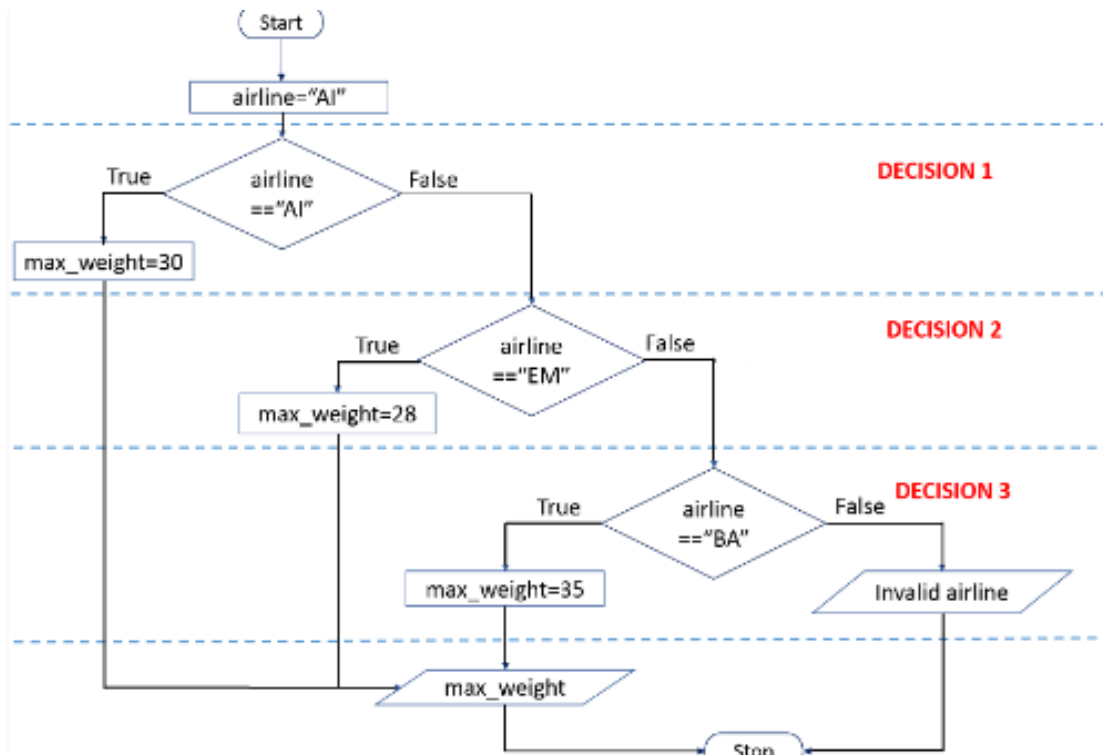 Start
airline=“AI”
DECISION 1
True
airline
==“AI”
False
max_weight=30
DECISION 2
True
airline
==“EM”
False
max_weight=28
DECISION 3
True
airline
==“BA”
False
max_weight=35
Invalid airline
max_weight
Stop